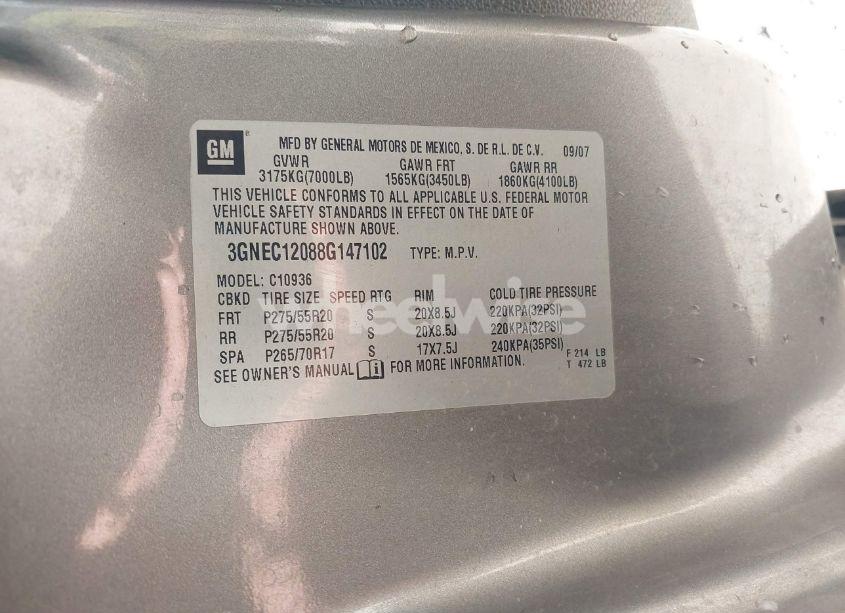 GM
MFD BY GENERAL MOTORS DE MEXICO, S. DE R.L. DE C.V. 09/07
GVWR GAWR FRT GAWR RR
3175KG(7000LB) 1565KG(3450LB) 1860KG(4100LB)
THIS VEHICLE CONFORMS TO ALL APPLICABLE U.S. FEDERAL MOTOR
VEHICLE SAFETY STANDARDS IN EFFECT ON THE DATE OF
MANUFACTURE SHOWN ABOVE.
3GNEC12088G147102 TYPE: M.P.V.
MODEL: C10936
CBKD TIRE SIZE SPEED RTG RIM COLD TIRE PRESSURE
FRT P275/55R20 S 20X8.5J 220KPA(32PSI)
RR P275/55R20 S 20X8.5J 220KPA(32PSI)
SPA P265/70R17 S 17X7.5J 240KPA(35PSI)
SEE OWNER'S MANUAL FOR MORE INFORMATION.
F 214 LB
T 472 LB
wheelwire